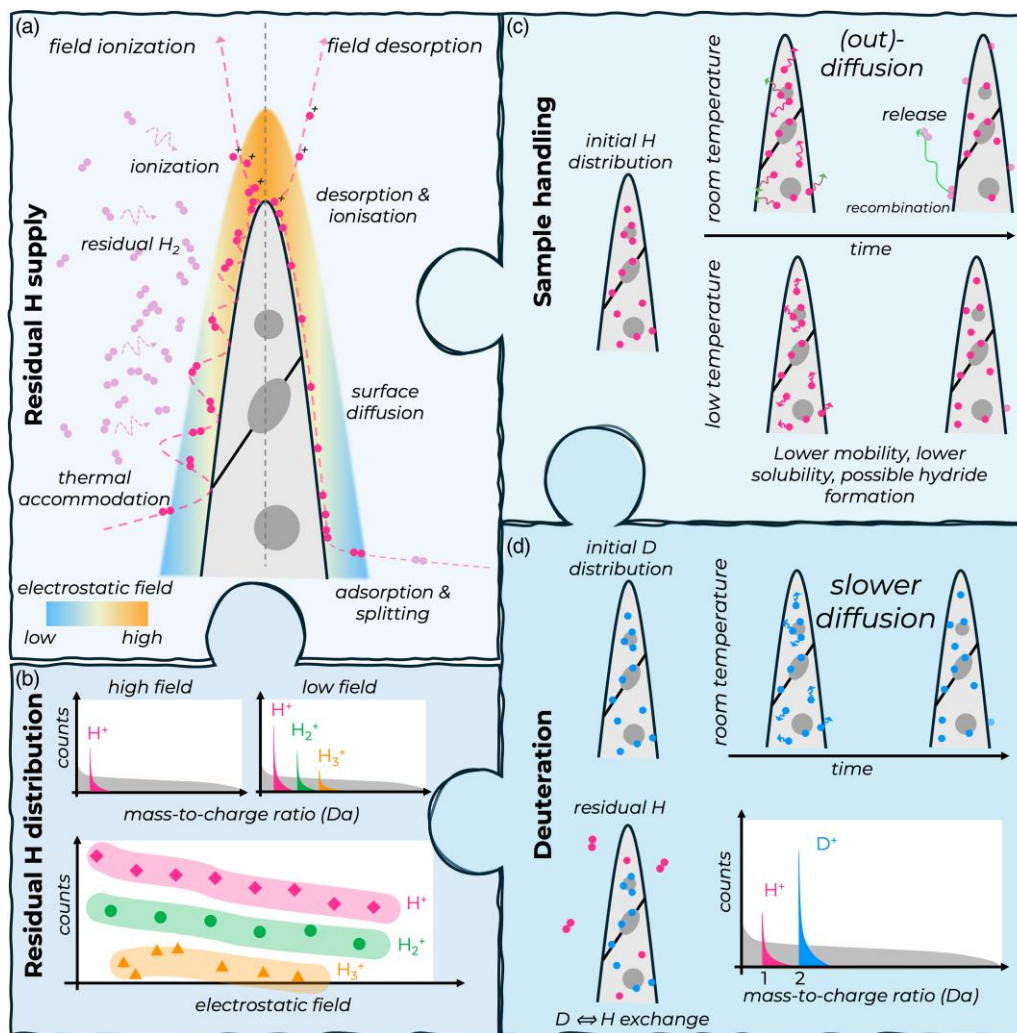 (a)
field ionization
field desorption
ionization
desorption &
ionisation
residual H2
surface
diffusion
thermal
accommodation
adsorption &
splitting
electrostatic field
low
high
Residual H supply
(b)
high field
low field
counts
H+
H+
H2+
H3+
mass-to-charge ratio (Da)
counts
H+
H2+
H3+
electrostatic field
Residual H distribution
(c)
(out)-
diffusion
initial H
distribution
room temperature
release
recombination
time
low temperature
Lower mobility, lower
solubility, possible hydride
formation
Sample handling
(d)
initial D
distribution
slower
diffusion
room temperature
time
residual H
D ⇔ H exchange
counts
H+
D+
1
2
mass-to-charge ratio (Da)
Deuteration